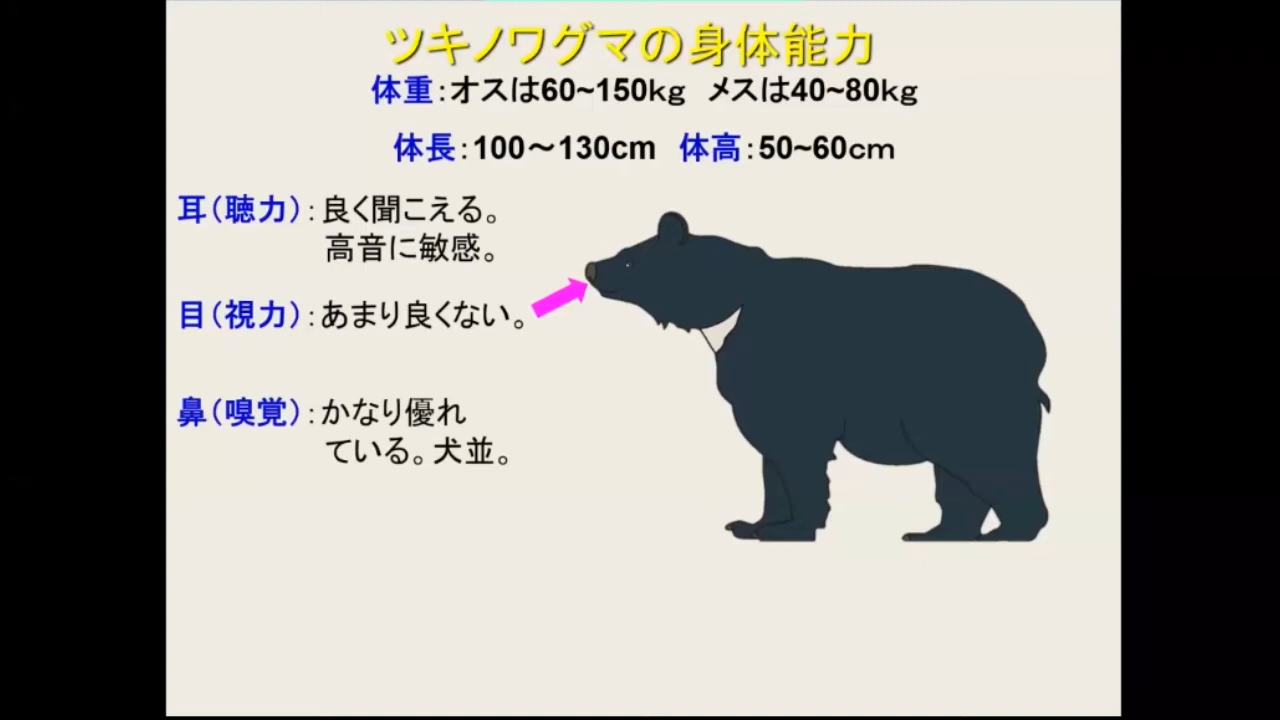 ツキノワグマの身体能力
体重：オスは60~150kg　メスは40~80kg
体長：100～130cm　体高：50~60cm
耳（聴力）：良く聞こえる。
高音に敏感。
目（視力）：あまり良くない。
鼻（嗅覚）：かなり優れ
ている。犬並。